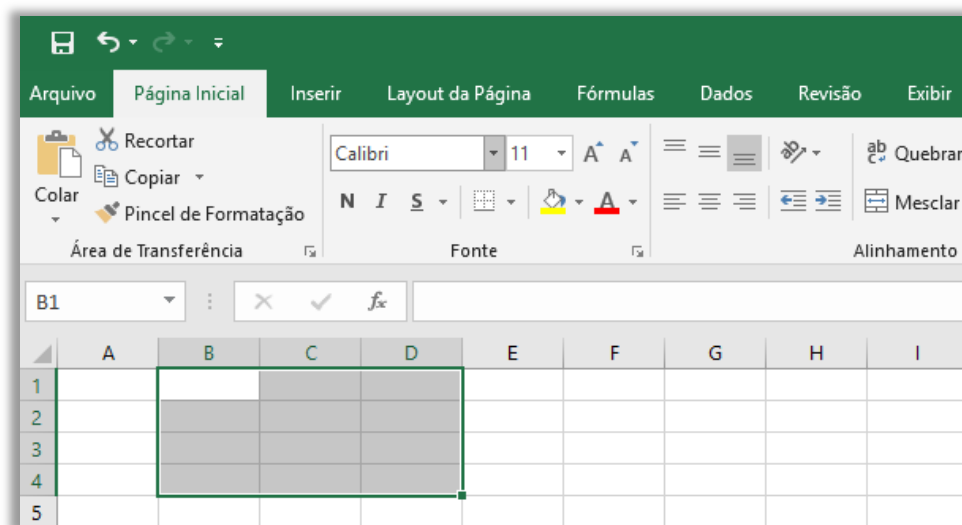 Arquivo Página Inicial Inserir Layout da Página Fórmulas Dados Revisão Exibir
Colar
Recortar
Copiar
Pincel de Formatação
Área de Transferência
Calibri 11 A A
N I S A
Fonte
ab c Quebrar
Mesclar
Alinhamento
B1 fx
A B C D E F G H I
1
2
3
4
5